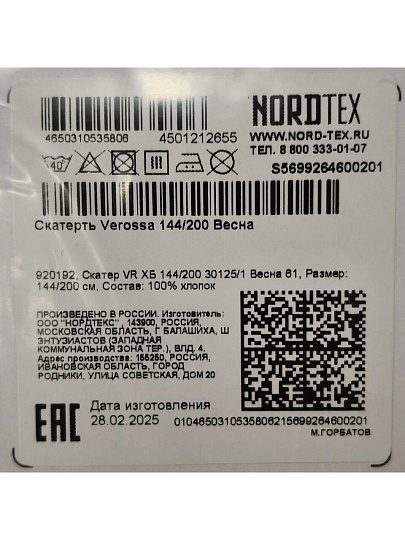 NORDTEX
4650310535806
4501212655
WWW.NORD-TEX.RU
ТЕЛ. 8 800 333-01-07
40
S5699264600201
Скатерть Verossa 144/200 Весна
920192, Скатер VR ХБ 144/200 30125/1 Весна 61, Размер:
144/200 см, Состав: 100% хлопок
ПРОИЗВЕДЕНО В РОССИИ. Изготовитель:
ООО "НОРДТЕКС", 143900, РОССИЯ,
МОСКОВСКАЯ ОБЛАСТЬ, Г БАЛАШИХА, Ш
ЭНТУЗИАСТОВ (ЗАПАДНАЯ
КОММУНАЛЬНАЯ ЗОНА ТЕР.), ВЛД. 4.
Адрес производства: 155250, РОССИЯ,
ИВАНОВСКАЯ ОБЛАСТЬ, ГОРОД
РОДНИКИ, УЛИЦА СОВЕТСКАЯ, ДОМ 20
EAC
Дата изготовления
28.02.2025
0104650310535806215699264600201
М.ГОРБАТОВ